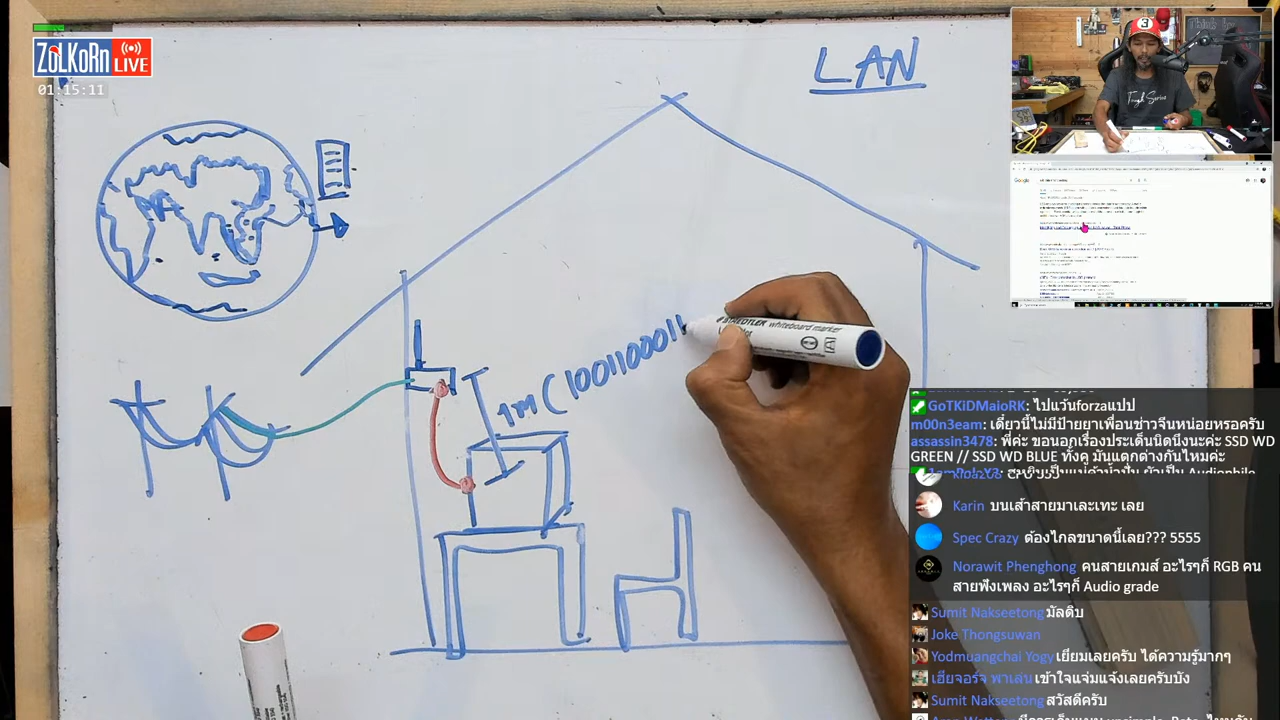 ZoLKoRn LIVE
01:15:11
LAN
1m (1001100011
STAEDTLER whiteboard marker
Tough Series
Google
GoTKiDMaioRK: ไปแว้นforzaแปป
m00n3eam: เดี๋ยวนี้ไม่มีป้ายยาเพื่อนชาวจีนหน่อยหรอครับ
assassin3478: พี่ค่ะ ขอนอกเรื่องประเด็นนิดนึงนะค่ะ SSD WD
GREEN // SSD WD BLUE ทั้งคู่ มันแตกต่างกันไหมค่ะ
Karin บนเส้าสายมาเละเทะ เลย
Spec Crazy ต้องไกลขนาดนี้เลย??? 5555
Norawit Phenghong คนสายเกมส์ อะไรๆก็ RGB คน
สายฟังเพลง อะไรๆก็ Audio grade
Sumit Nakseetong มัลดิบ
Joke Thongsuwan
Yodmuangchai Yogy เยี่ยมเลยครับ ได้ความรู้มากๆ
เฮียจอร์จ พาเล่น เข้าใจแจ่มแจ้งเลยครับบัง
Sumit Nakseetong สวัสดีครับ